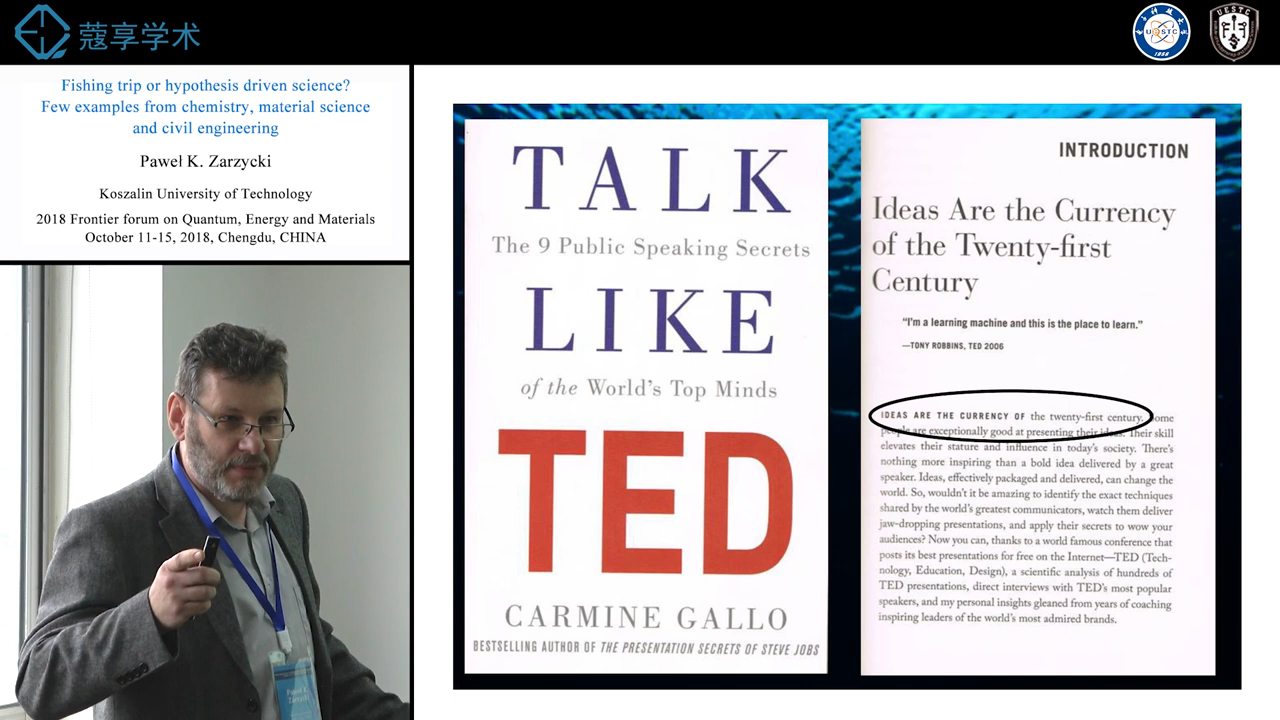 蔻享学术
UESTC
1956
UESTC
Fishing trip or hypothesis driven science?
Few examples from chemistry, material science
and civil engineering
Paweł K. Zarzycki
Koszalin University of Technology
2018 Frontier forum on Quantum, Energy and Materials
October 11-15, 2018, Chengdu, CHINA
Paweł K.
Zarzycki
TALK
The 9 Public Speaking Secrets
LIKE
of the World's Top Minds
TED
CARMINE GALLO
BESTSELLING AUTHOR OF THE PRESENTATION SECRETS OF STEVE JOBS
INTRODUCTION
Ideas Are the Currency
of the Twenty-first
Century
“I'm a learning machine and this is the place to learn.”
—TONY ROBBINS, TED 2006
IDEAS ARE THE CURRENCY OF the twenty-first century. Some
people are exceptionally good at presenting their ideas. Their skill
elevates their stature and influence in today's society. There's
nothing more inspiring than a bold idea delivered by a great
speaker. Ideas, effectively packaged and delivered, can change the
world. So, wouldn't it be amazing to identify the exact techniques
shared by the world's greatest communicators, watch them deliver
jaw-dropping presentations, and apply their secrets to wow your
audiences? Now you can, thanks to a world famous conference that
posts its best presentations for free on the Internet—TED (Tech-
nology, Education, Design), a scientific analysis of hundreds of
TED presentations, direct interviews with TED's most popular
speakers, and my personal insights gleaned from years of coaching
inspiring leaders of the world's most admired brands.